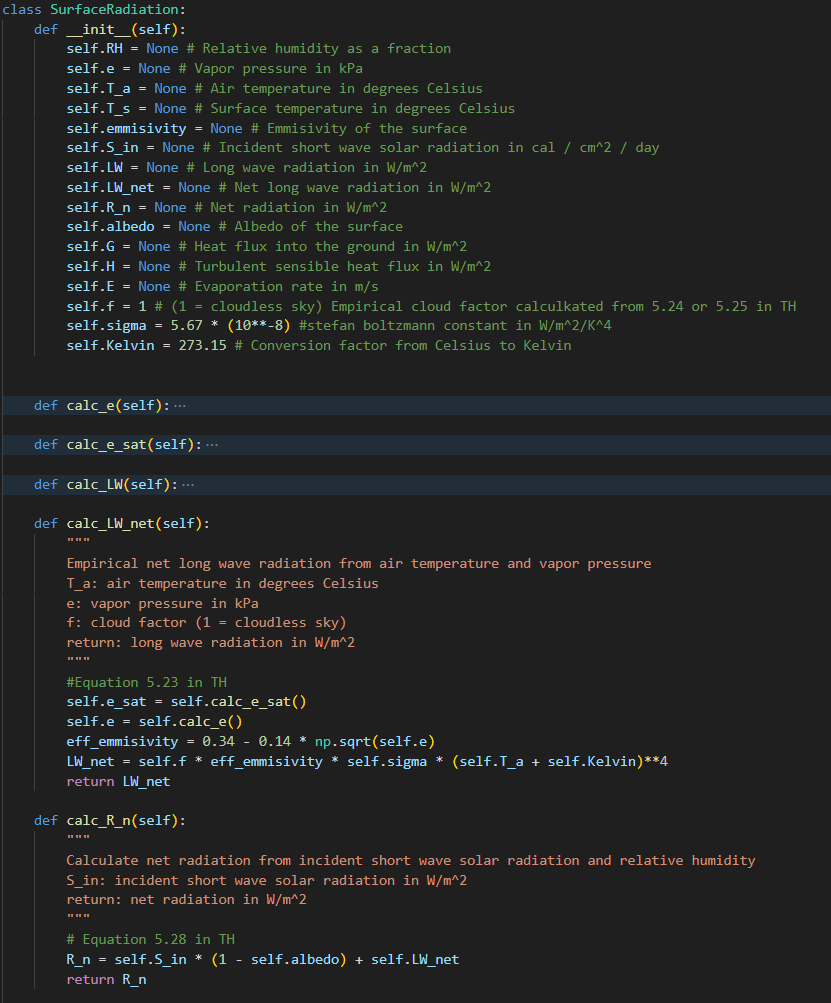 class SurfaceRadiation:
    def __init__(self):
        self.RH = None # Relative humidity as a fraction
        self.e = None # Vapor pressure in kPa
        self.T_a = None # Air temperature in degrees Celsius
        self.T_s = None # Surface temperature in degrees Celsius
        self.emmisivity = None # Emmisivity of the surface
        self.S_in = None # Incident short wave solar radiation in cal / cm^2 / day
        self.LW = None # Long wave radiation in W/m^2
        self.LW_net = None # Net long wave radiation in W/m^2
        self.R_n = None # Net radiation in W/m^2
        self.albedo = None # Albedo of the surface
        self.G = None # Heat flux into the ground in W/m^2
        self.H = None # Turbulent sensible heat flux in W/m^2
        self.E = None # Evaporation rate in m/s
        self.f = 1 # (1 = cloudless sky) Empirical cloud factor calculkated from 5.24 or 5.25 in TH
        self.sigma = 5.67 * (10**-8) #stefan boltzmann constant in W/m^2/K^4
        self.Kelvin = 273.15 # Conversion factor from Celsius to Kelvin
    def calc_e(self): ···
    def calc_e_sat(self): ···
    def calc_LW(self): ···
    def calc_LW_net(self):
        """
        Empirical net long wave radiation from air temperature and vapor pressure
        T_a: air temperature in degrees Celsius
        e: vapor pressure in kPa
        f: cloud factor (1 = cloudless sky)
        return: long wave radiation in W/m^2
        """
        #Equation 5.23 in TH
        self.e_sat = self.calc_e_sat()
        self.e = self.calc_e()
        eff_emmisivity = 0.34 - 0.14 * np.sqrt(self.e)
        LW_net = self.f * eff_emmisivity * self.sigma * (self.T_a + self.Kelvin)**4
        return LW_net
    def calc_R_n(self):
        """
        Calculate net radiation from incident short wave solar radiation and relative humidity
        S_in: incident short wave solar radiation in W/m^2
        return: net radiation in W/m^2
        """
        # Equation 5.28 in TH
        R_n = self.S_in * (1 - self.albedo) + self.LW_net
        return R_n